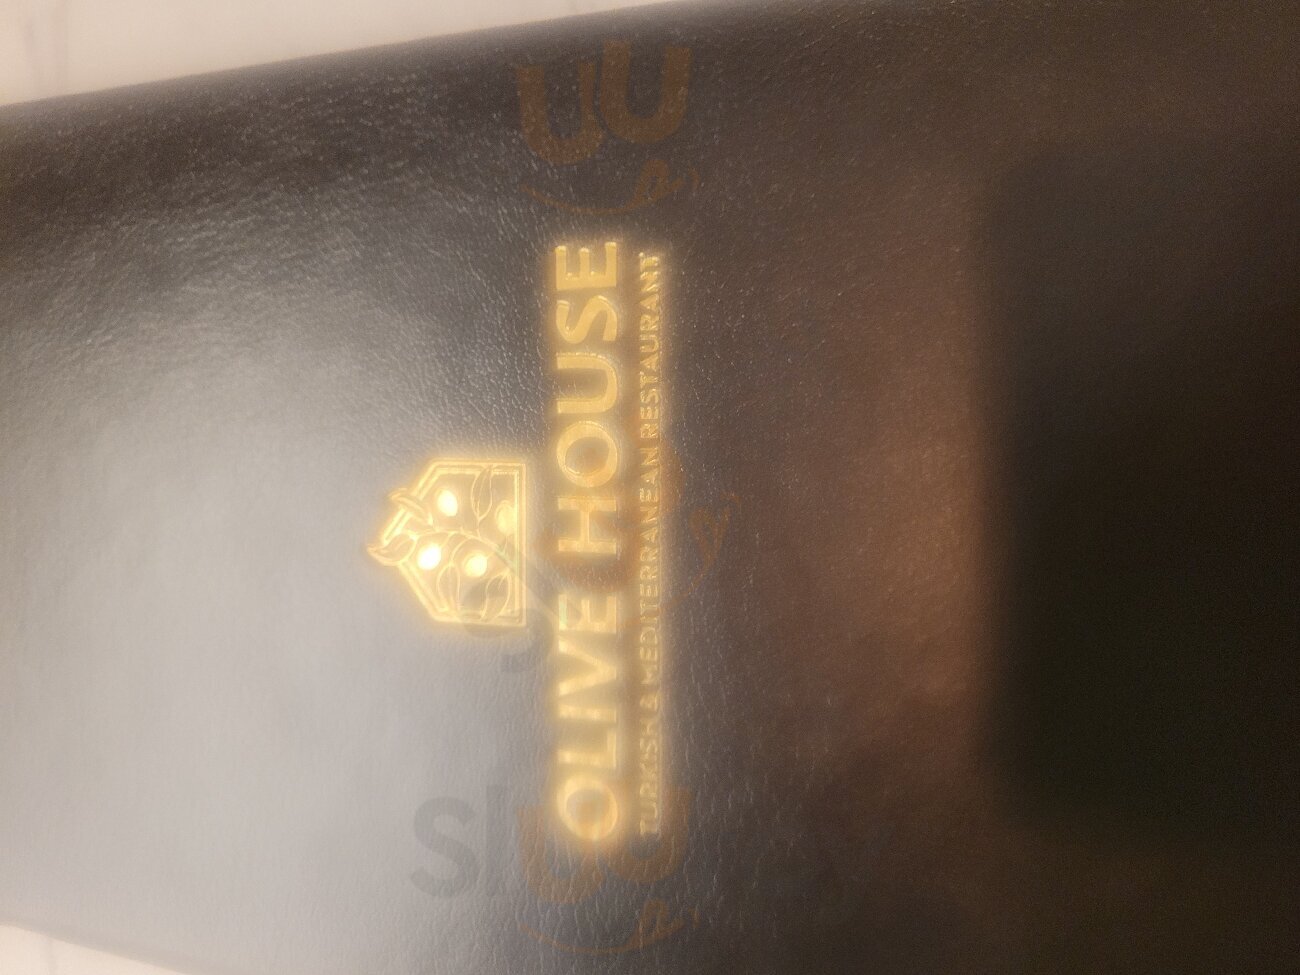 OLIVE HOUSE
TURKISH & MEDITERRANEAN RESTAURANT